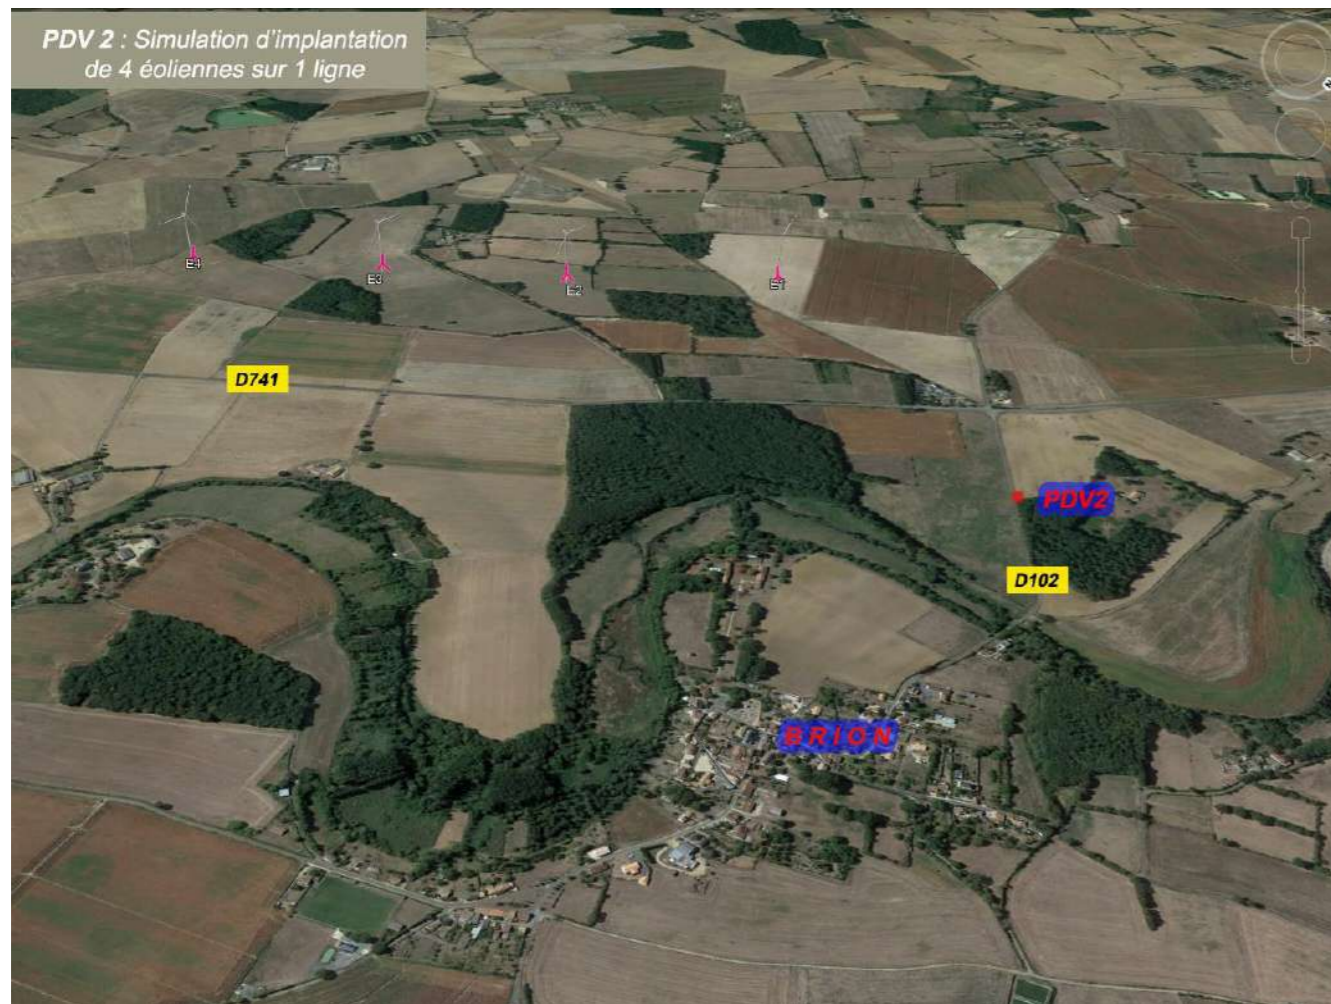 PDV 2 : Simulation d'implantation
de 4 éoliennes sur 1 ligne
E4
E3
E2
E1
D741
PDV2
D102
BRION